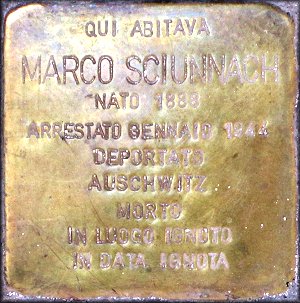 QUI ABITAVA
MARCO SCIUNNACH
NATO 1888
ARRESTATO GENNAIO 1944
DEPORTATO
AUSCHWITZ
MORTO
IN LUOGO IGNOTO
IN DATA IGNOTA